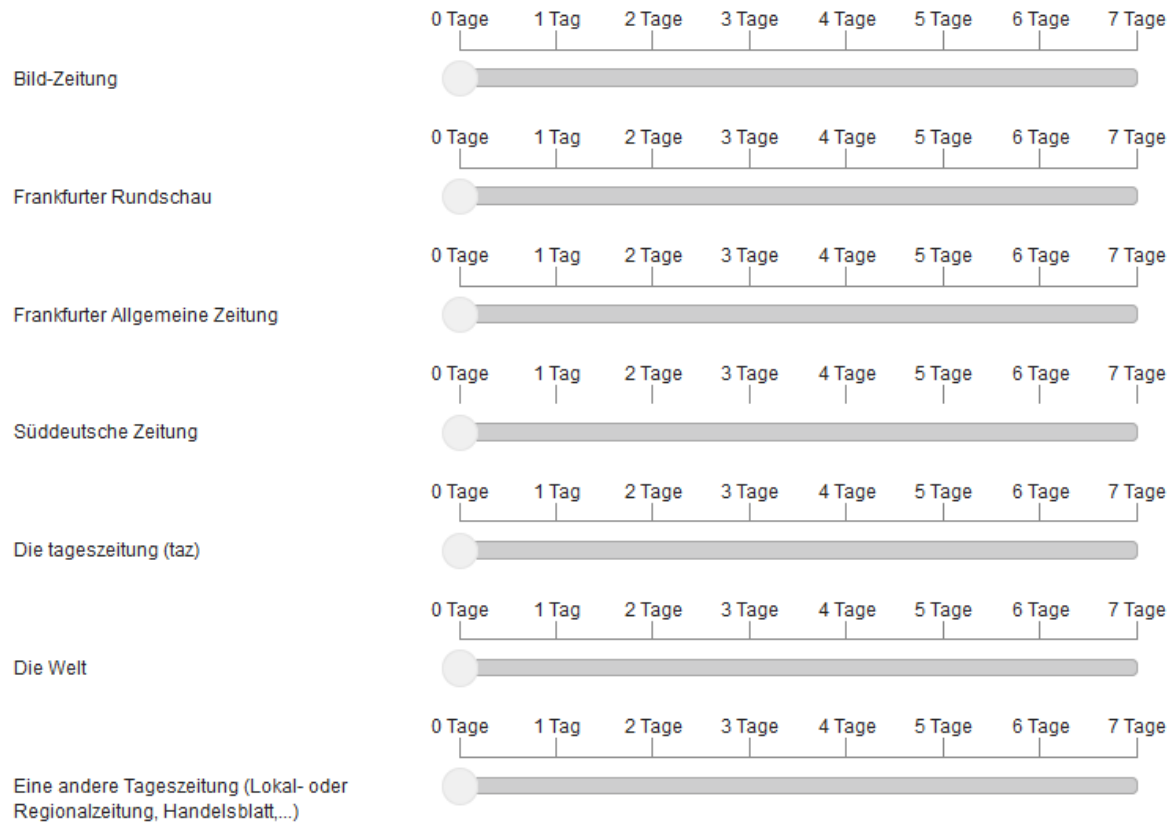 0 Tage 1 Tag 2 Tage 3 Tage 4 Tage 5 Tage 6 Tage 7 Tage
Bild-Zeitung
0 Tage 1 Tag 2 Tage 3 Tage 4 Tage 5 Tage 6 Tage 7 Tage
Frankfurter Rundschau
0 Tage 1 Tag 2 Tage 3 Tage 4 Tage 5 Tage 6 Tage 7 Tage
Frankfurter Allgemeine Zeitung
0 Tage 1 Tag 2 Tage 3 Tage 4 Tage 5 Tage 6 Tage 7 Tage
Süddeutsche Zeitung
0 Tage 1 Tag 2 Tage 3 Tage 4 Tage 5 Tage 6 Tage 7 Tage
Die tageszeitung (taz)
0 Tage 1 Tag 2 Tage 3 Tage 4 Tage 5 Tage 6 Tage 7 Tage
Die Welt
0 Tage 1 Tag 2 Tage 3 Tage 4 Tage 5 Tage 6 Tage 7 Tage
Eine andere Tageszeitung (Lokal- oder
Regionalzeitung, Handelsblatt,...)